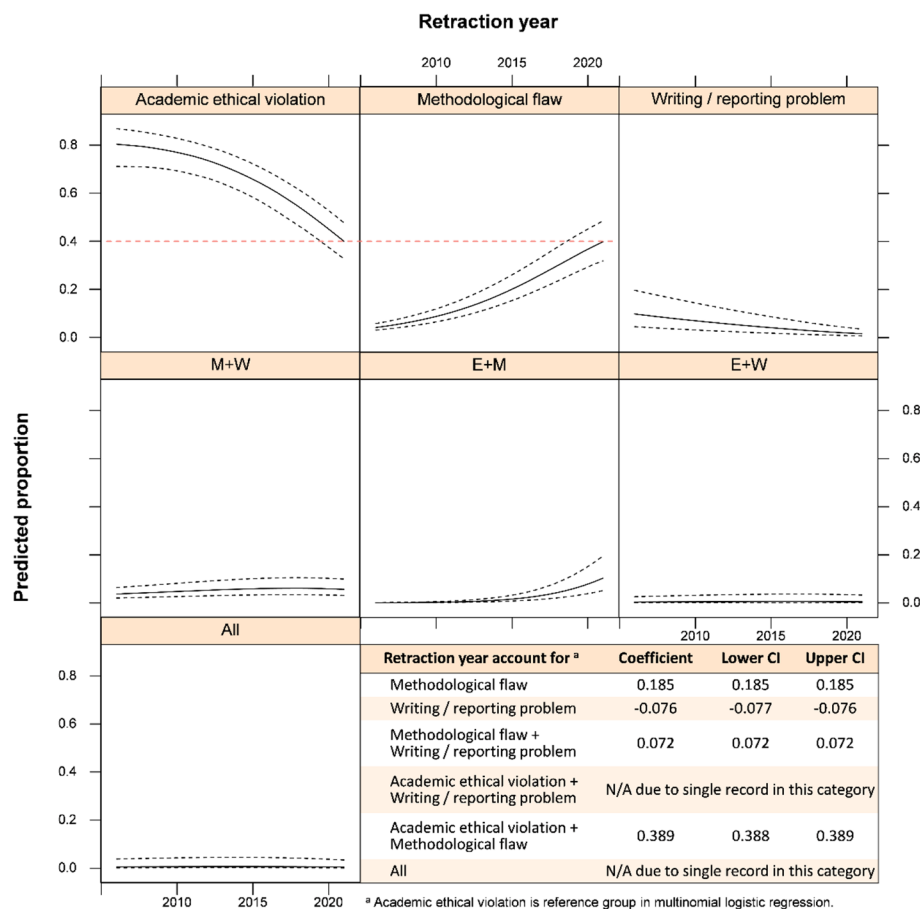 Retraction year
2010 2015 2020
Academic ethical violation Methodological flaw Writing / reporting problem
0.8
0.6
0.4
0.2
0.0
M+W E+M E+W
0.8
0.6
0.4
0.2
0.0
Predicted proportion
2010 2015 2020
All
0.8
0.6
0.4
0.2
0.0
2010 2015 2020
Retraction year account for a Coefficient Lower CI Upper CI
Methodological flaw 0.185 0.185 0.185
Writing / reporting problem -0.076 -0.077 -0.076
Methodological flaw +
Writing / reporting problem 0.072 0.072 0.072
Academic ethical violation +
Writing / reporting problem N/A due to single record in this category
Academic ethical violation +
Methodological flaw 0.389 0.388 0.389
All N/A due to single record in this category
a Academic ethical violation is reference group in multinomial logistic regression.